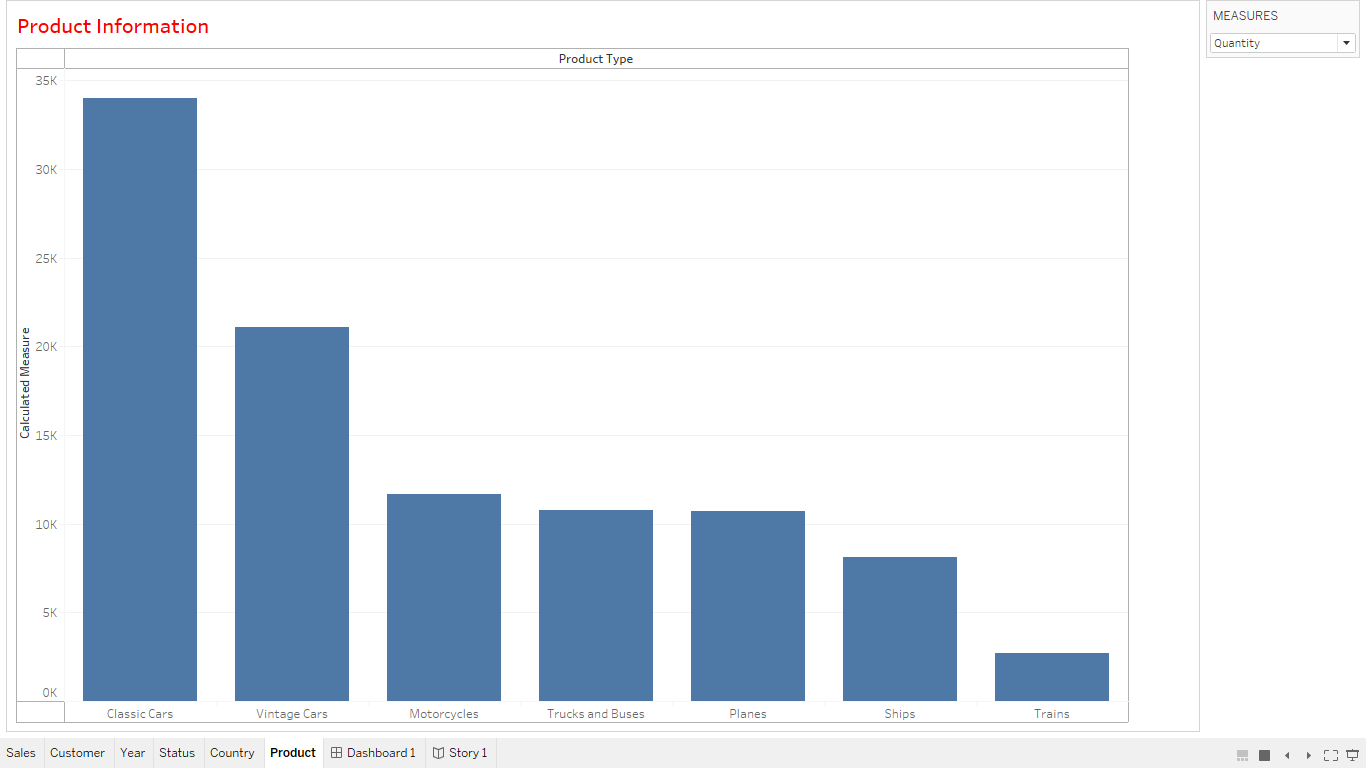 Product Information
MEASURES
Quantity
Product Type
35K
30K
25K
20K
15K
10K
5K
0K
Calculated Measure
Classic Cars Vintage Cars Motorcycles Trucks and Buses Planes Ships Trains
Sales Customer Year Status Country Product Dashboard 1 Story 1